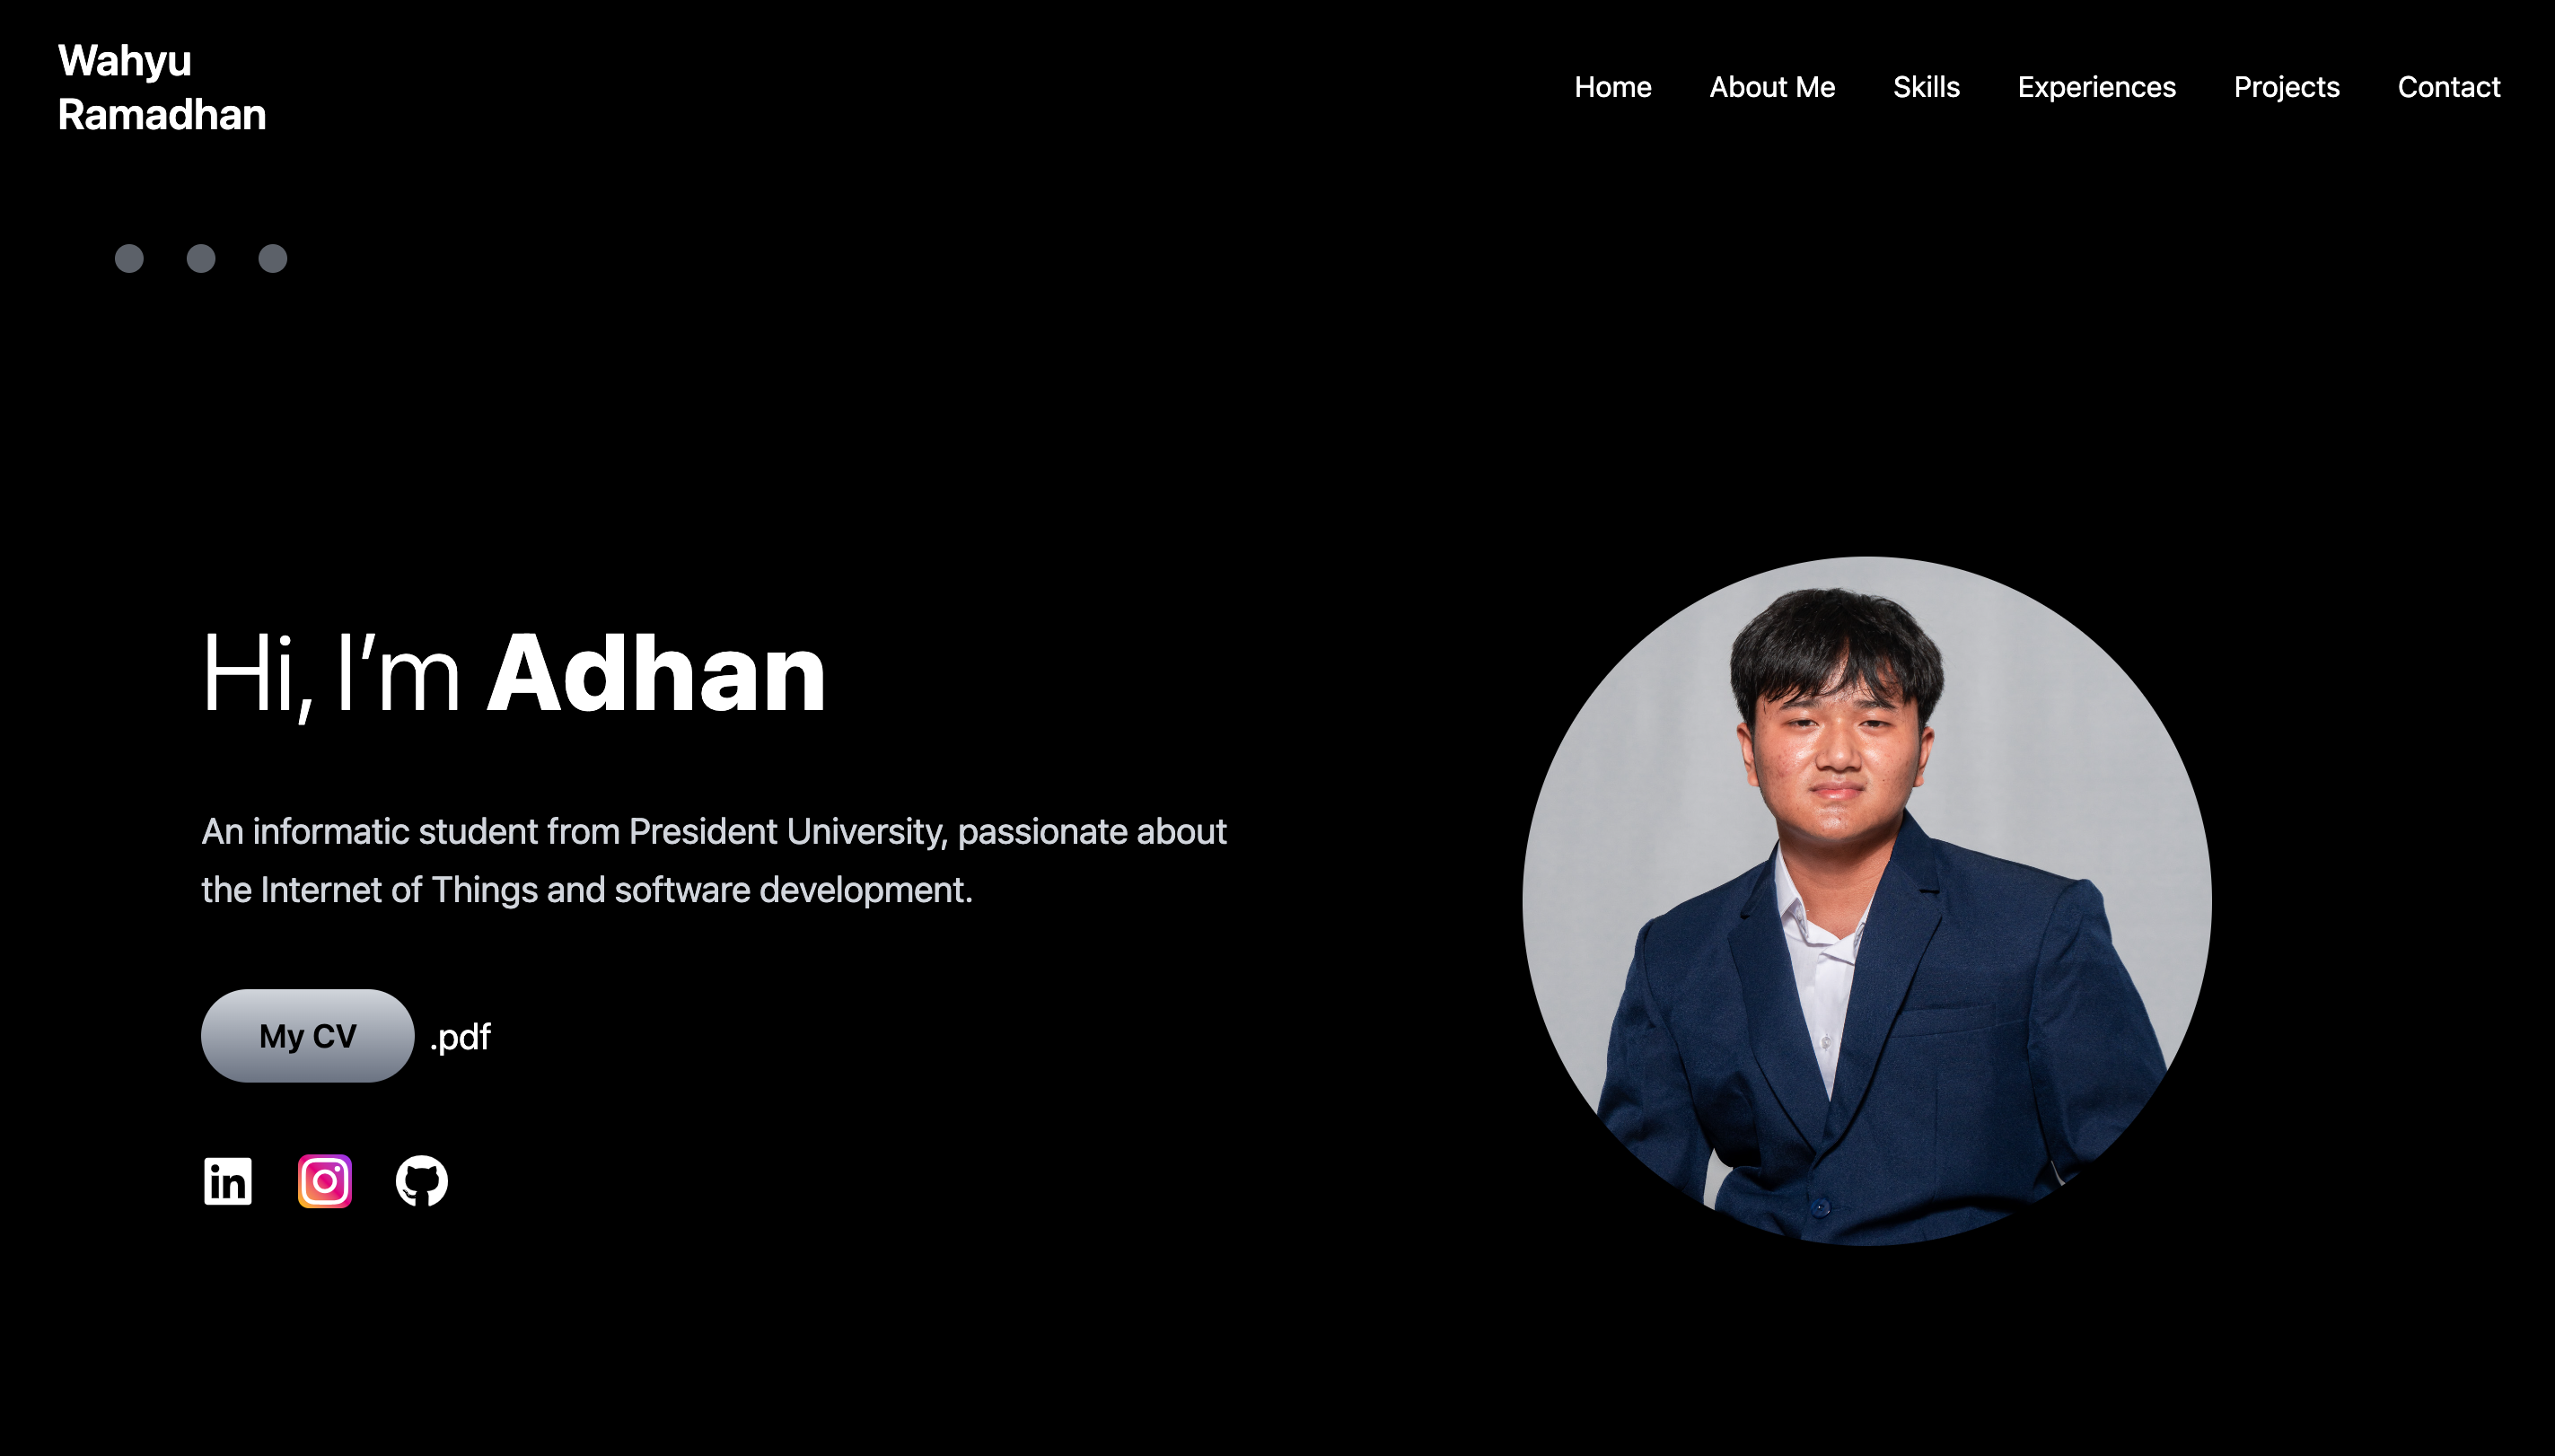 Wahyu
Ramadhan
Home About Me Skills Experiences Projects Contact
Hi, I’m Adhan
An informatic student from President University, passionate about
the Internet of Things and software development.
My CV .pdf
in